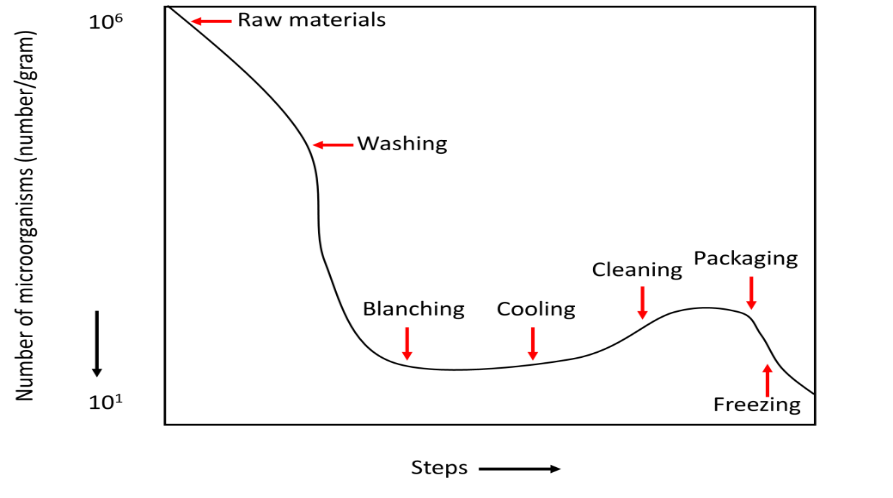 10⁶
Raw materials
Number of microorganisms (number/gram)
Washing
Packaging
Cleaning
Blanching
Cooling
10¹
Freezing
Steps